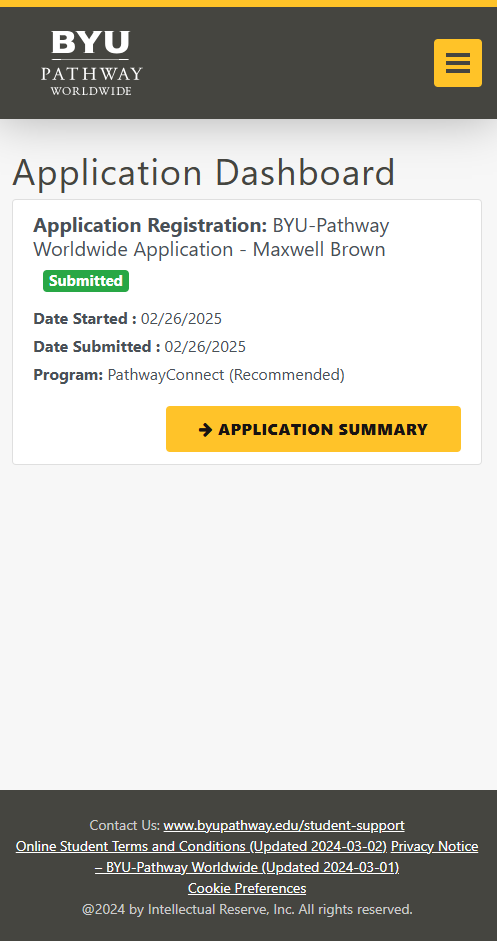 BYU
PATHWAY
WORLDWIDE
Application Dashboard
Application Registration: BYU-Pathway
Worldwide Application - Maxwell Brown
Submitted
Date Started : 02/26/2025
Date Submitted : 02/26/2025
Program: PathwayConnect (Recommended)
APPLICATION SUMMARY
Contact Us: www.byupathway.edu/student-support
Online Student Terms and Conditions (Updated 2024-03-02) Privacy Notice
– BYU-Pathway Worldwide (Updated 2024-03-01)
Cookie Preferences
@2024 by Intellectual Reserve, Inc. All rights reserved.